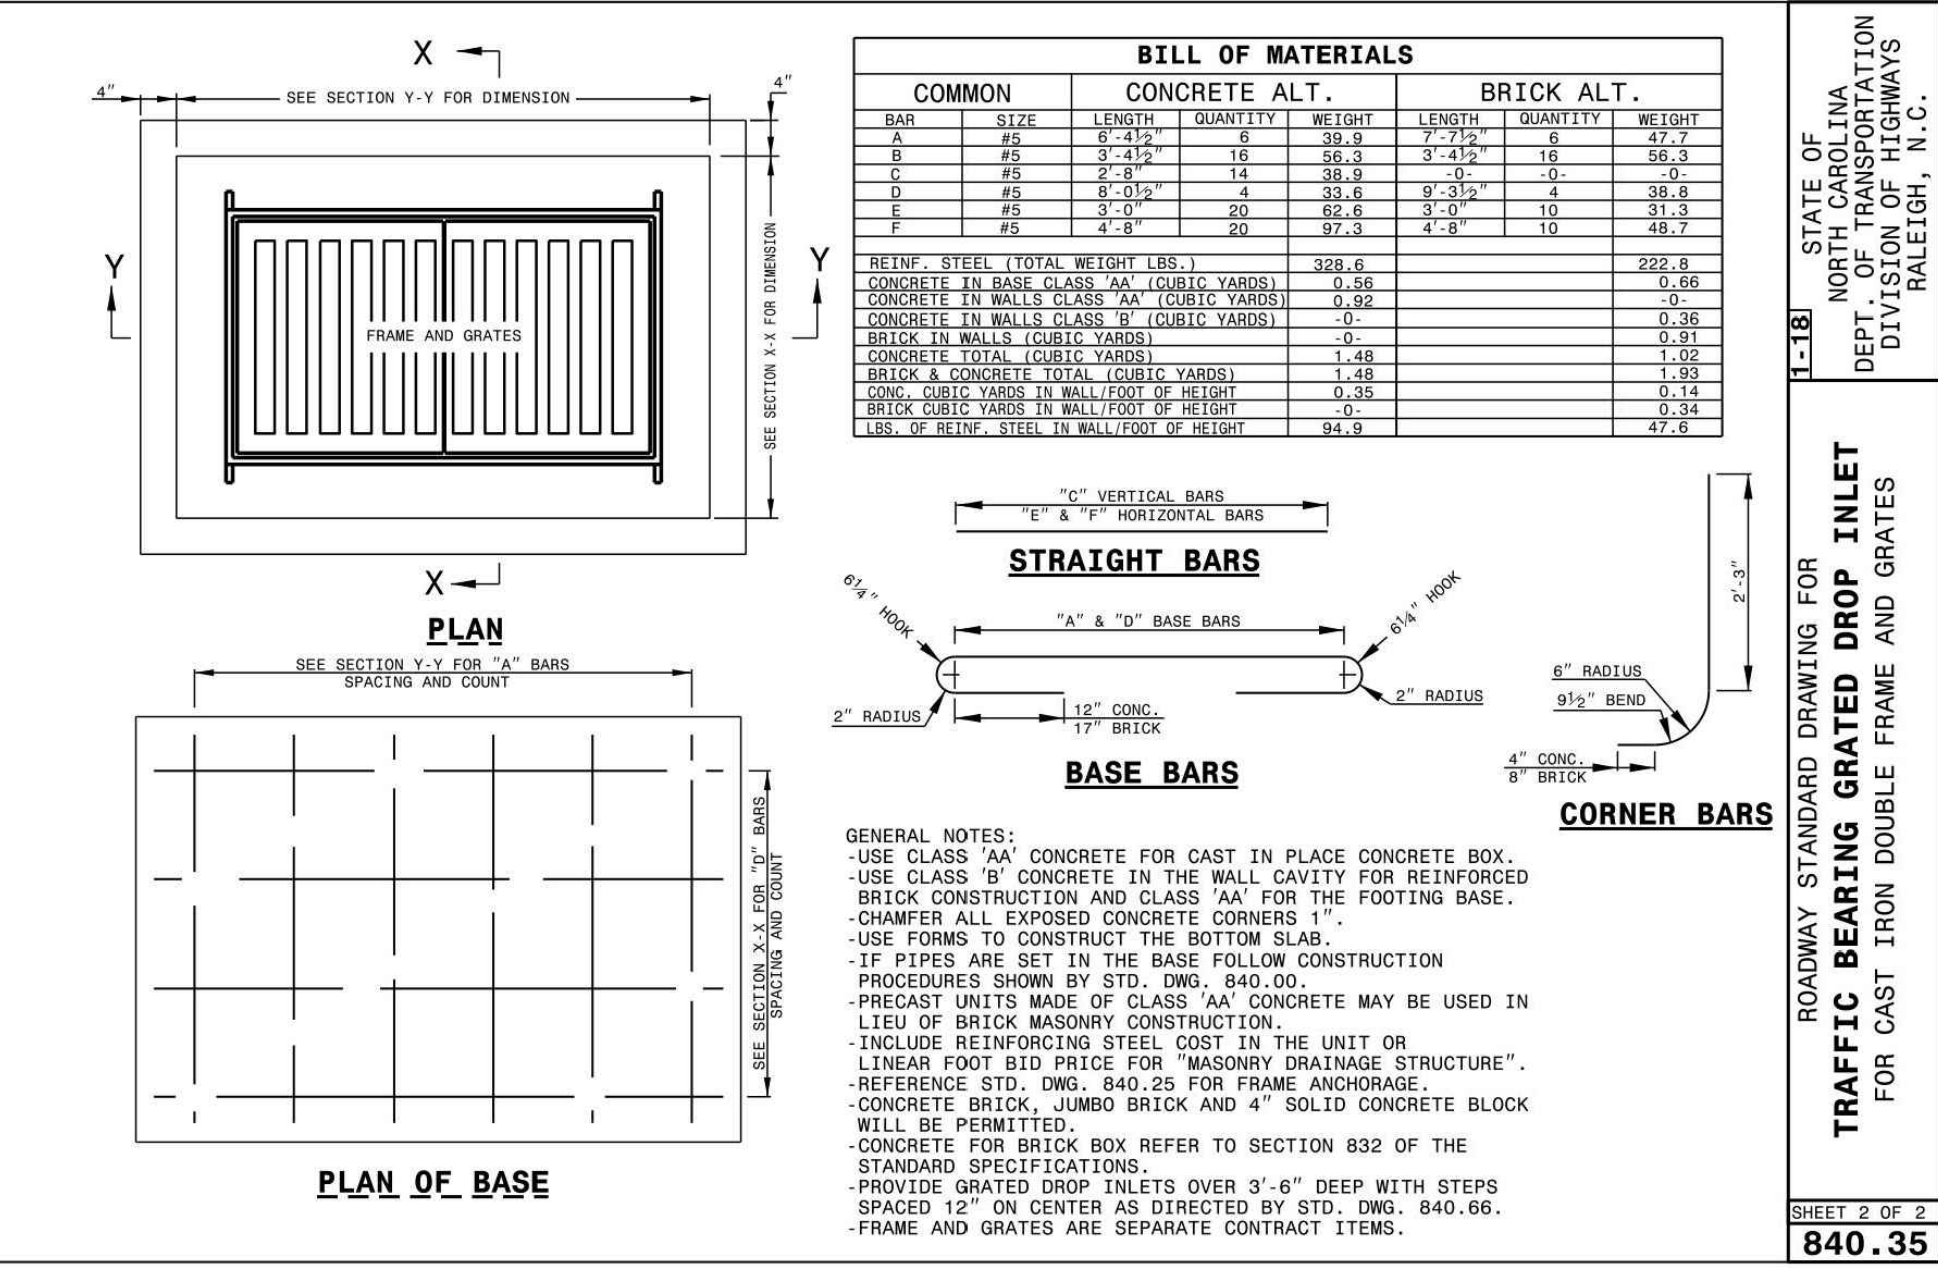 X
4"
SEE SECTION Y-Y FOR DIMENSION
4"
Y
Y
SEE SECTION X-X FOR DIMENSION
FRAME AND GRATES
X
PLAN
SEE SECTION Y-Y FOR "A" BARS
SPACING AND COUNT
SEE SECTION X-X FOR "D" BARS
SPACING AND COUNT
PLAN OF BASE
BILL OF MATERIALS
COMMON CONCRETE ALT. BRICK ALT.
BAR SIZE LENGTH QUANTITY WEIGHT LENGTH QUANTITY WEIGHT
A #5 6'-4½" 6 39.9 7'-7½" 6 47.7
B #5 3'-4½" 16 56.3 3'-4½" 16 56.3
C #5 2'-8" 14 38.9 -0- -0- -0-
D #5 8'-0½" 4 33.6 9'-3½" 4 38.8
E #5 3'-0" 20 62.6 3'-0" 10 31.3
F #5 4'-8" 20 97.3 4'-8" 10 48.7
REINF. STEEL (TOTAL WEIGHT LBS.) 328.6 222.8
CONCRETE IN BASE CLASS 'AA' (CUBIC YARDS) 0.56 0.66
CONCRETE IN WALLS CLASS 'AA' (CUBIC YARDS) 0.92 -0-
CONCRETE IN WALLS CLASS 'B' (CUBIC YARDS) -0- 0.36
BRICK IN WALLS (CUBIC YARDS) -0- 0.91
CONCRETE TOTAL (CUBIC YARDS) 1.48 1.02
BRICK & CONCRETE TOTAL (CUBIC YARDS) 1.48 1.93
CONC. CUBIC YARDS IN WALL/FOOT OF HEIGHT 0.35 0.14
BRICK CUBIC YARDS IN WALL/FOOT OF HEIGHT -0- 0.34
LBS. OF REINF. STEEL IN WALL/FOOT OF HEIGHT 94.9 47.6
"C" VERTICAL BARS
"E" & "F" HORIZONTAL BARS
STRAIGHT BARS
6¼" HOOK
"A" & "D" BASE BARS
6¼" HOOK
2" RADIUS
12" CONC.
17" BRICK
2" RADIUS
BASE BARS
2'-3"
6" RADIUS
9½" BEND
4" CONC.
8" BRICK
CORNER BARS
GENERAL NOTES:
-USE CLASS 'AA' CONCRETE FOR CAST IN PLACE CONCRETE BOX.
-USE CLASS 'B' CONCRETE IN THE WALL CAVITY FOR REINFORCED
BRICK CONSTRUCTION AND CLASS 'AA' FOR THE FOOTING BASE.
-CHAMFER ALL EXPOSED CONCRETE CORNERS 1".
-USE FORMS TO CONSTRUCT THE BOTTOM SLAB.
-IF PIPES ARE SET IN THE BASE FOLLOW CONSTRUCTION
PROCEDURES SHOWN BY STD. DWG. 840.00.
-PRECAST UNITS MADE OF CLASS 'AA' CONCRETE MAY BE USED IN
LIEU OF BRICK MASONRY CONSTRUCTION.
-INCLUDE REINFORCING STEEL COST IN THE UNIT OR
LINEAR FOOT BID PRICE FOR "MASONRY DRAINAGE STRUCTURE".
-REFERENCE STD. DWG. 840.25 FOR FRAME ANCHORAGE.
-CONCRETE BRICK, JUMBO BRICK AND 4" SOLID CONCRETE BLOCK
WILL BE PERMITTED.
-CONCRETE FOR BRICK BOX REFER TO SECTION 832 OF THE
STANDARD SPECIFICATIONS.
-PROVIDE GRATED DROP INLETS OVER 3'-6" DEEP WITH STEPS
SPACED 12" ON CENTER AS DIRECTED BY STD. DWG. 840.66.
-FRAME AND GRATES ARE SEPARATE CONTRACT ITEMS.
STATE OF
NORTH CAROLINA
DEPT. OF TRANSPORTATION
DIVISION OF HIGHWAYS
RALEIGH, N.C.
1-18
ROADWAY STANDARD DRAWING FOR
TRAFFIC BEARING GRATED DROP INLET
FOR CAST IRON DOUBLE FRAME AND GRATES
SHEET 2 OF 2
840.35